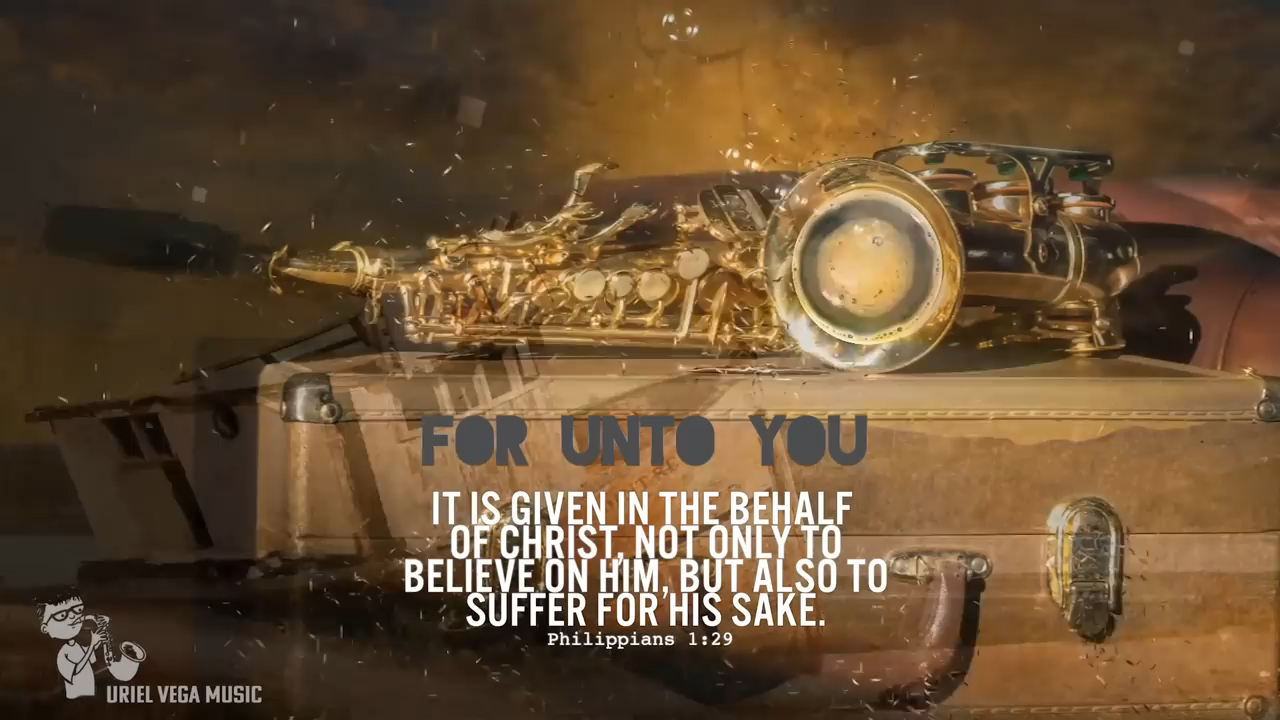 FOR UNTO YOU
IT IS GIVEN IN THE BEHALF
OF CHRIST, NOT ONLY TO
BELIEVE ON HIM, BUT ALSO TO
SUFFER FOR HIS SAKE.
Philippians 1:29
URIEL VEGA MUSIC